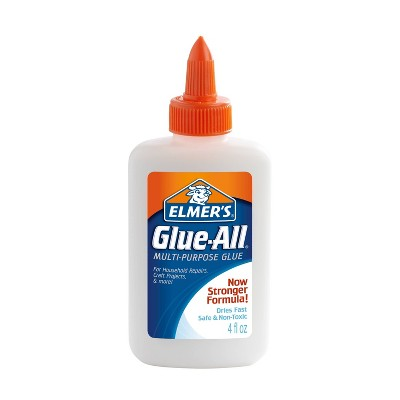 ELMER'S
Glue-All
MULTI-PURPOSE GLUE
For Household Repairs,
Craft Projects,
& more!
Now
Stronger
Formula!
Dries Fast
Safe & Non-Toxic
4 fl oz